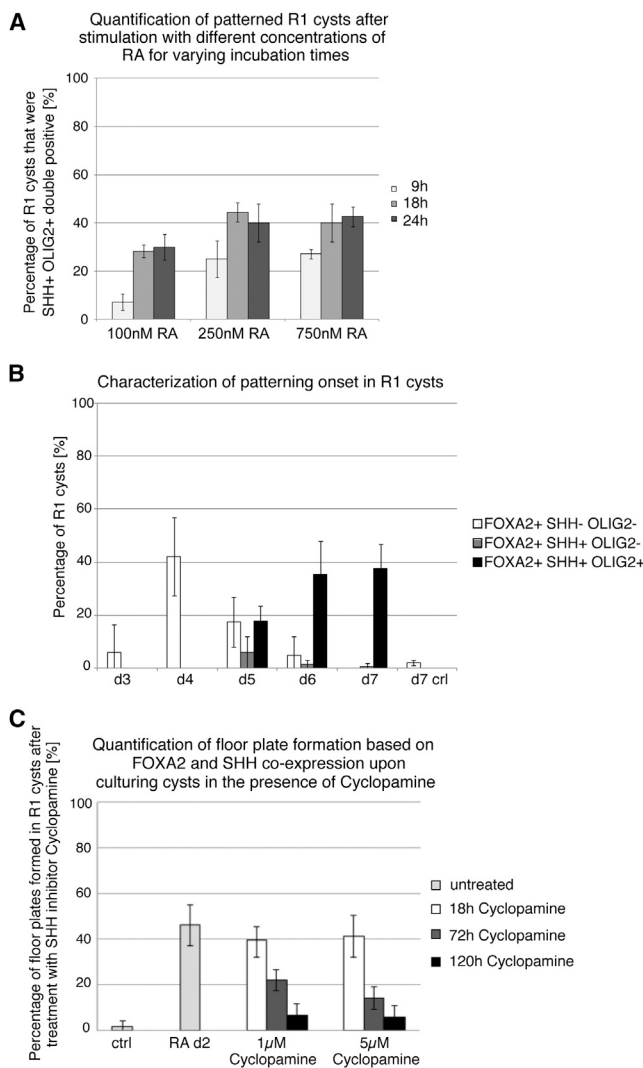 A
Quantification of patterned R1 cysts after
stimulation with different concentrations of
RA for varying incubation times
Percentage of R1 cysts that were
SHH+ OLIG2+ double positive [%]
100
80
60
40
20
0
100nM RA
250nM RA
750nM RA
9h
18h
24h
B
Characterization of patterning onset in R1 cysts
Percentage of R1 cysts [%]
100
80
60
40
20
0
d3
d4
d5
d6
d7
d7 crl
FOXA2+ SHH- OLIG2-
FOXA2+ SHH+ OLIG2-
FOXA2+ SHH+ OLIG2+
C
Quantification of floor plate formation based on
FOXA2 and SHH co-expression upon
culturing cysts in the presence of Cyclopamine
Percentage of floor plates formed in R1 cysts after
treatment with SHH inhibitor Cyclopamine [%]
100
80
60
40
20
0
ctrl
RA d2
1µM
Cyclopamine
5µM
Cyclopamine
untreated
18h Cyclopamine
72h Cyclopamine
120h Cyclopamine